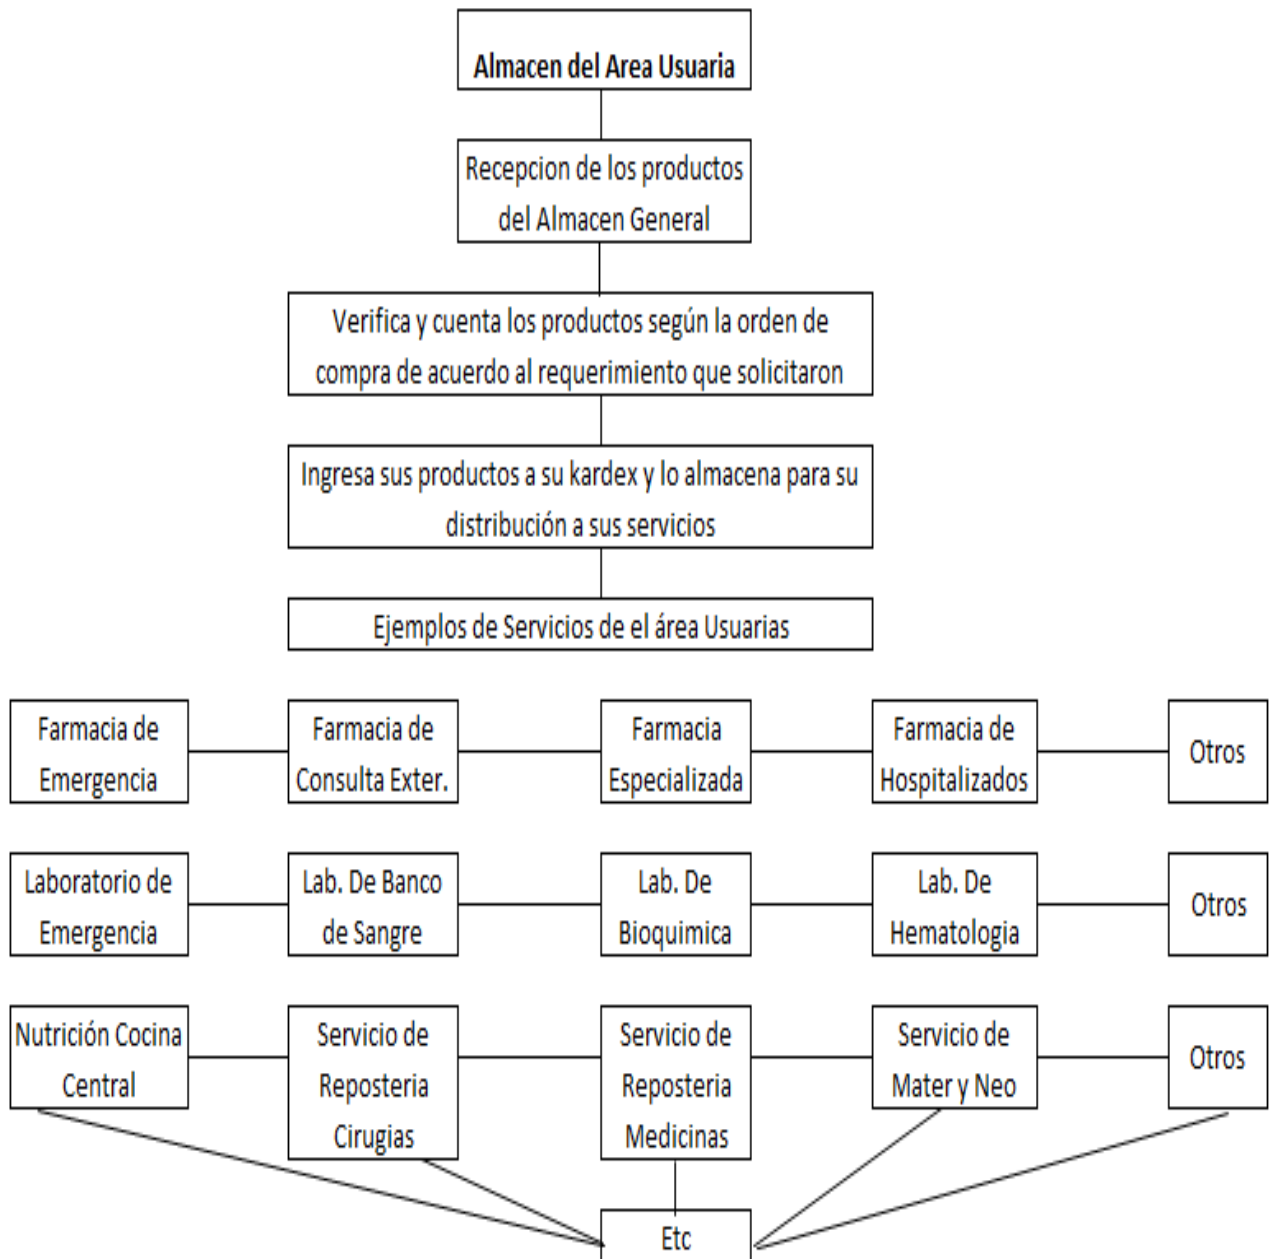 Almacen del Area Usuaria
Recepcion de los productos
del Almacen General
Verifica y cuenta los productos según la orden de
compra de acuerdo al requerimiento que solicitaron
Ingresa sus productos a su kardex y lo almacena para su
distribución a sus servicios
Ejemplos de Servicios de el área Usuarias
Farmacia de
Emergencia
Farmacia de
Consulta Exter.
Farmacia
Especializada
Farmacia de
Hospitalizados
Otros
Laboratorio de
Emergencia
Lab. De Banco
de Sangre
Lab. De
Bioquimica
Lab. De
Hematologia
Otros
Nutrición Cocina
Central
Servicio de
Reposteria
Cirugias
Servicio de
Reposteria
Medicinas
Servicio de
Mater y Neo
Otros
Etc